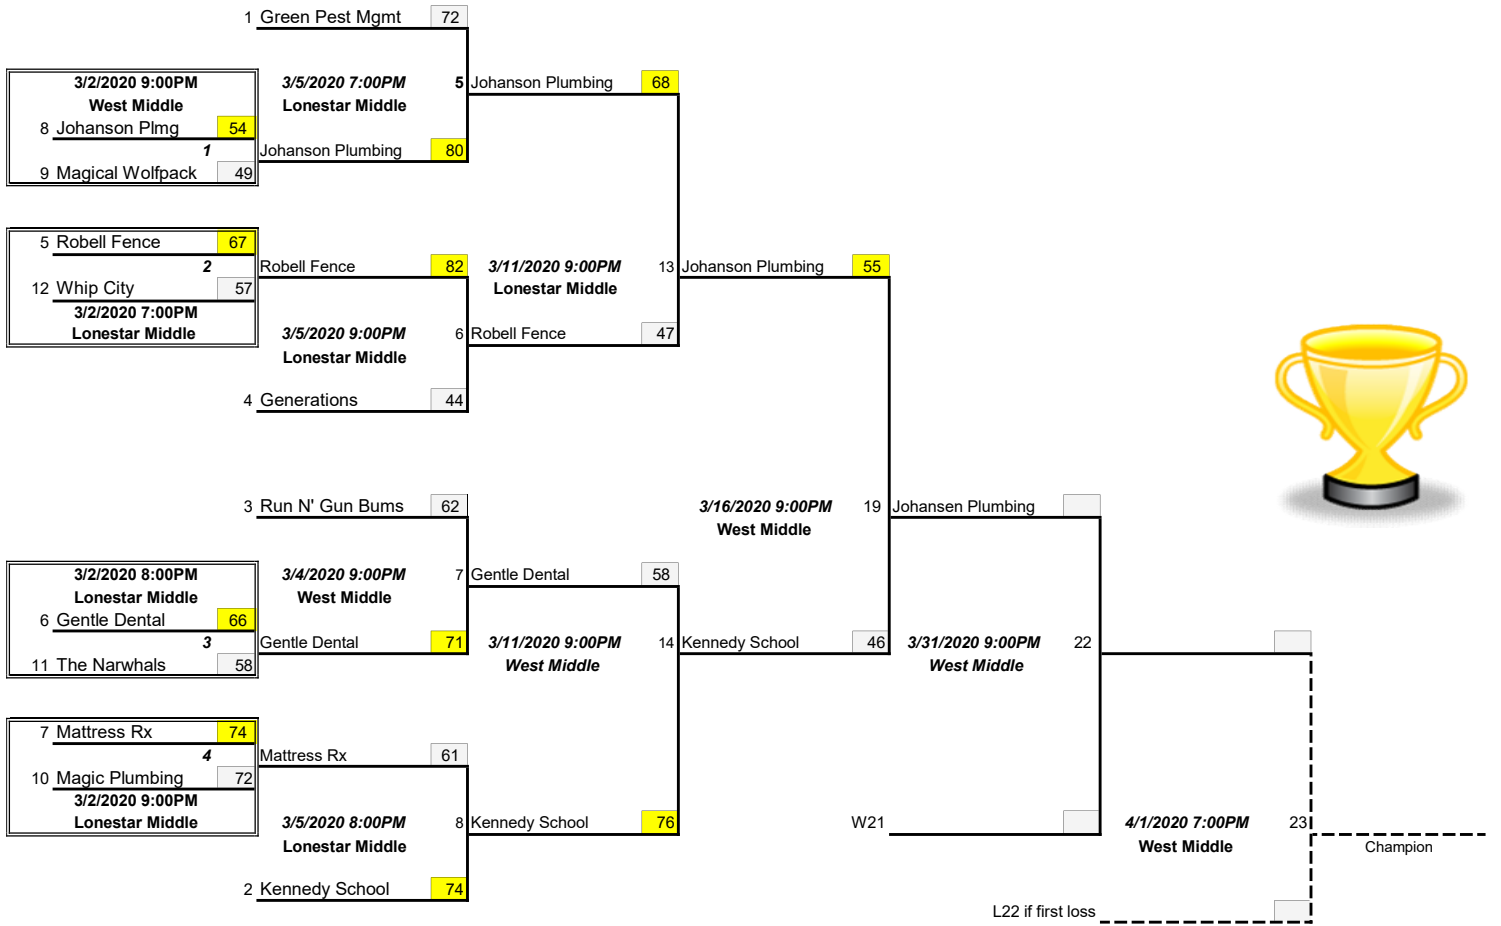 1 Green Pest Mgmt 72
3/2/2020 9:00PM 3/5/2020 7:00PM 5 Johanson Plumbing 68
West Middle Lonestar Middle
8 Johanson Plmg 54
1 Johanson Plumbing 80
9 Magical Wolfpack 49
5 Robell Fence 67
2 Robell Fence 82 3/11/2020 9:00PM 13 Johanson Plumbing 55
12 Whip City 57 Lonestar Middle
3/2/2020 7:00PM
Lonestar Middle 3/5/2020 9:00PM 6 Robell Fence 47
Lonestar Middle
4 Generations 44
3 Run N' Gun Bums 62 3/16/2020 9:00PM 19 Johansen Plumbing
West Middle
3/2/2020 8:00PM 3/4/2020 9:00PM 7 Gentle Dental 58
Lonestar Middle West Middle
6 Gentle Dental 66
3 Gentle Dental 71 3/11/2020 9:00PM 14 Kennedy School 46 3/31/2020 9:00PM 22
11 The Narwhals 58 West Middle West Middle
7 Mattress Rx 74
4 Mattress Rx 61
10 Magic Plumbing 72
3/2/2020 9:00PM
Lonestar Middle 3/5/2020 8:00PM 8 Kennedy School 76 W21 4/1/2020 7:00PM 23
Lonestar Middle West Middle Champion
2 Kennedy School 74
L22 if first loss